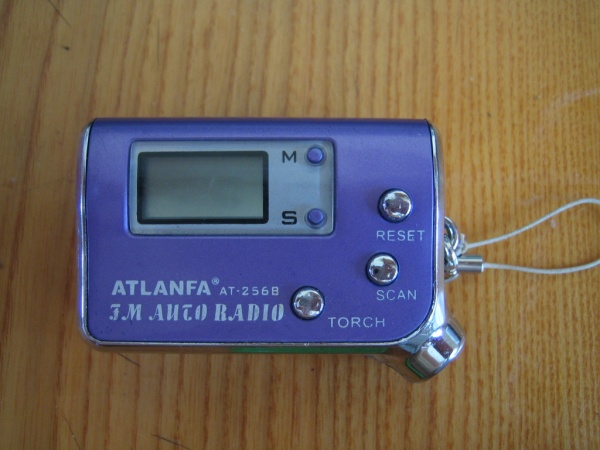 M
S
RESET
SCAN
ATLANFA® AT-256B
FM AUTO RADIO
TORCH